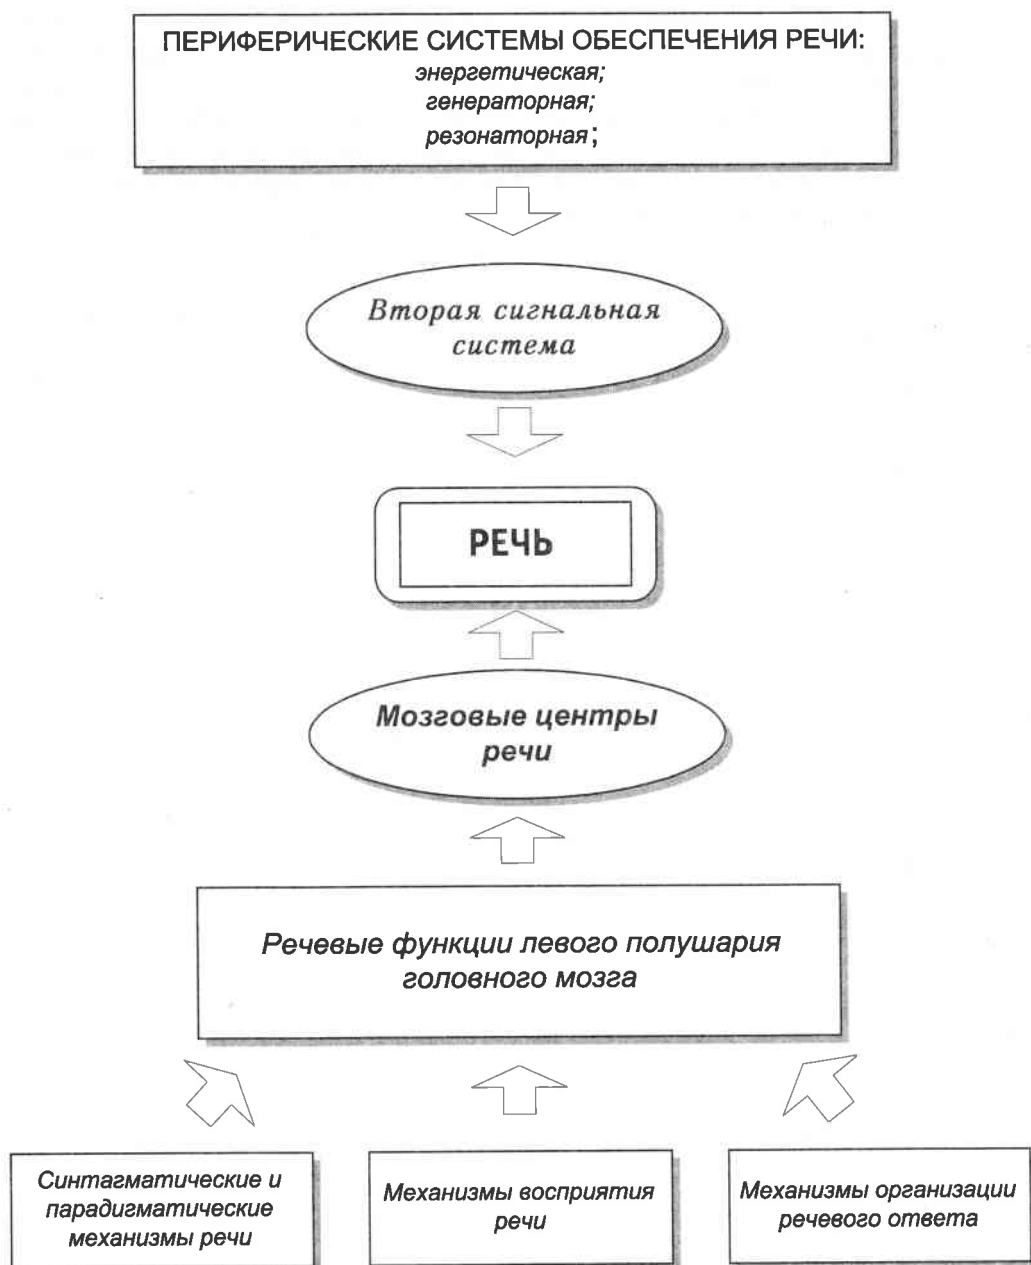 ПЕРИФЕРИЧЕСКИЕ СИСТЕМЫ ОБЕСПЕЧЕНИЯ РЕЧИ:
энергетическая;
генераторная;
резонаторная;
Вторая сигнальная
система
РЕЧЬ
Мозговые центры
речи
Речевые функции левого полушария
головного мозга
Синтагматические и
парадигматические
механизмы речи
Механизмы восприятия
речи
Механизмы организации
речевого ответа